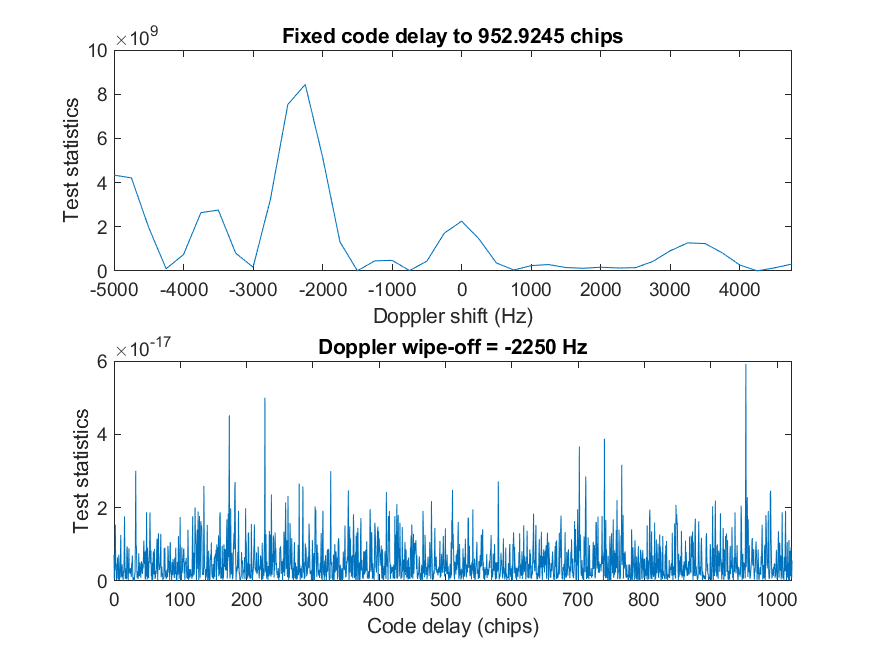 ×10^9
Fixed code delay to 952.9245 chips
10
8
6
4
2
0
Test statistics
-5000 -4000 -3000 -2000 -1000 0 1000 2000 3000 4000
Doppler shift (Hz)
×10^-17
Doppler wipe-off = -2250 Hz
6
4
2
0
Test statistics
0 100 200 300 400 500 600 700 800 900 1000
Code delay (chips)